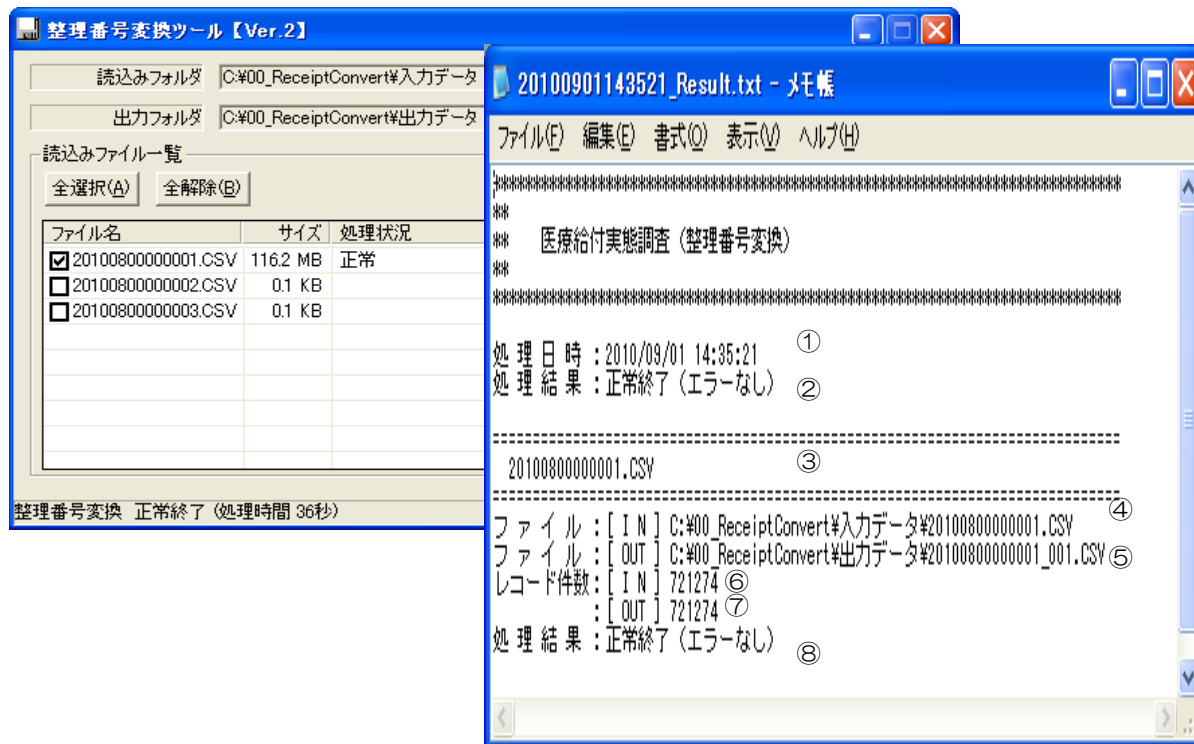 整理番号変換ツール【Ver.2】
読込みフォルダ C:¥00_ReceiptConvert¥入力データ
出力フォルダ C:¥00_ReceiptConvert¥出力データ
読込みファイル一覧
全選択(A) 全解除(B)
ファイル名 サイズ 処理状況
20100800000001.CSV 116.2 MB 正常
20100800000002.CSV 0.1 KB
20100800000003.CSV 0.1 KB
整理番号変換 正常終了 (処理時間 36秒)
20100901143521_Result.txt - メモ帳
ファイル(F) 編集(E) 書式(O) 表示(V) ヘルプ(H)
**
** 医療給付実態調査(整理番号変換)
**
処 理 日 時 :2010/09/01 14:35:21 ①
処 理 結 果 :正常終了(エラーなし) ②
20100800000001.CSV ③
④
フ ァ イ ル :[ I N ] C:¥00_ReceiptConvert¥入力データ¥20100800000001.CSV
フ ァ イ ル :[ OUT ] C:¥00_ReceiptConvert¥出力データ¥20100800000001_001.CSV ⑤
レコード件数:[ I N ] 721274 ⑥
:[ OUT ] 721274 ⑦
処 理 結 果 :正常終了(エラーなし) ⑧